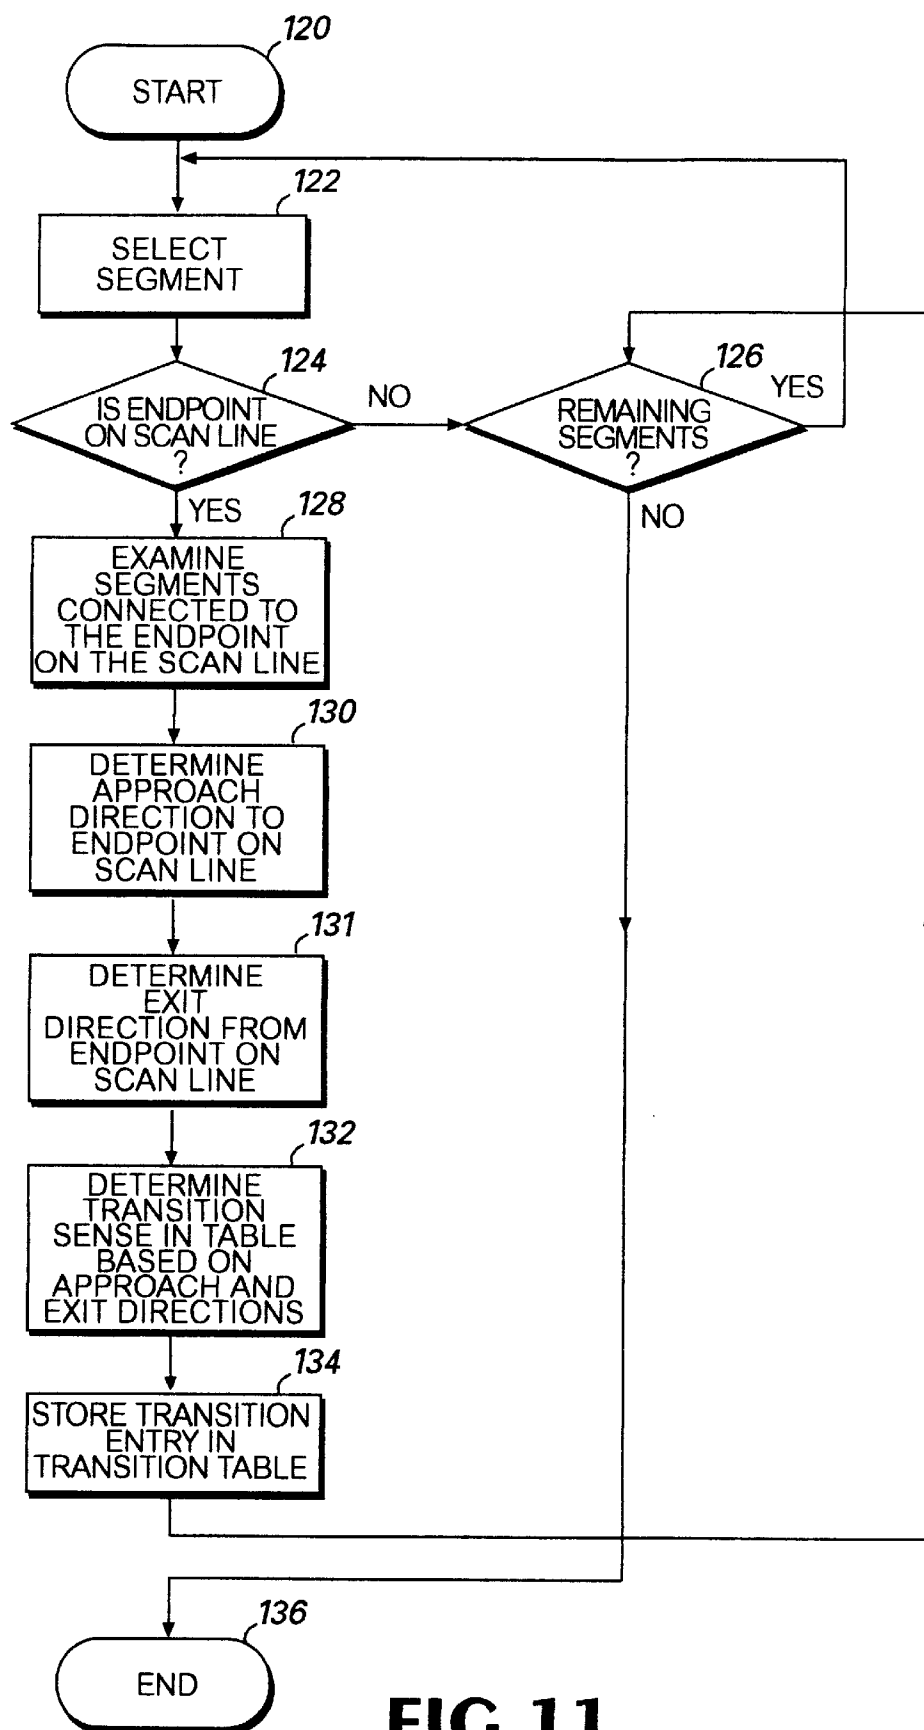 120
START
122
SELECT
SEGMENT
124
IS ENDPOINT
ON SCAN LINE
?
NO
126
REMAINING
SEGMENTS
?
YES
NO
YES
128
EXAMINE
SEGMENTS
CONNECTED TO
THE ENDPOINT
ON THE SCAN LINE
130
DETERMINE
APPROACH
DIRECTION TO
ENDPOINT ON
SCAN LINE
131
DETERMINE
EXIT
DIRECTION FROM
ENDPOINT ON
SCAN LINE
132
DETERMINE
TRANSITION
SENSE IN TABLE
BASED ON
APPROACH AND
EXIT DIRECTIONS
134
STORE TRANSITION
ENTRY IN
TRANSITION TABLE
136
END
FIG 11